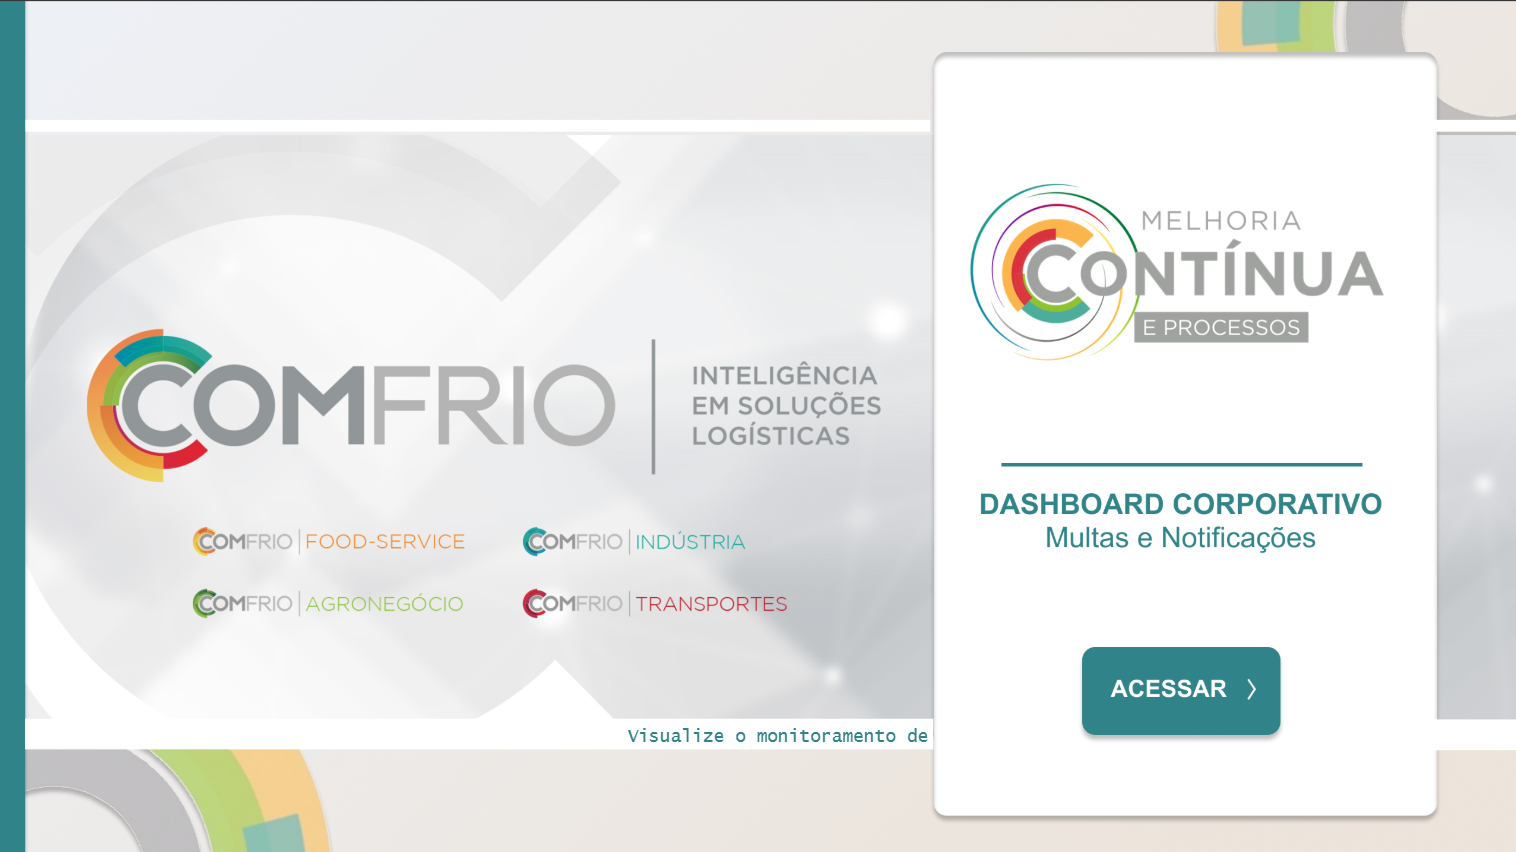 COMFRIO
INTELIGÊNCIA
EM SOLUÇÕES
LOGÍSTICAS
COMFRIO FOOD-SERVICE
COMFRIO INDÚSTRIA
COMFRIO AGRONEGÓCIO
COMFRIO TRANSPORTES
Visualize o monitoramento de
MELHORIA
CONTÍNUA
E PROCESSOS
DASHBOARD CORPORATIVO
Multas e Notificações
ACESSAR